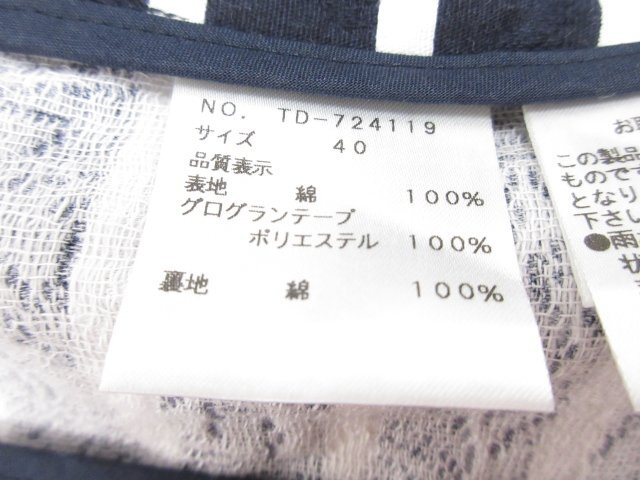 NO. TD-724119
サイズ 40
品質表示
表地 綿 100%
グログランテープ
ポリエステル 100%
裏地 綿 100%
この製品
ものです
となり
下さい
●雨